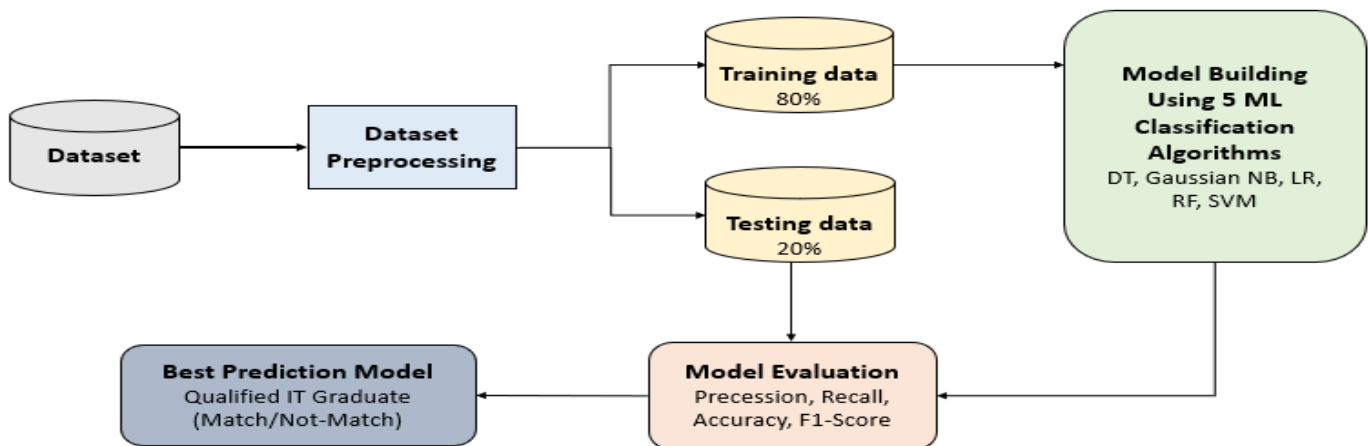 Dataset
Dataset
Preprocessing
Training data
80%
Testing data
20%
Model Building
Using 5 ML
Classification
Algorithms
DT, Gaussian NB, LR,
RF, SVM
Model Evaluation
Precession, Recall,
Accuracy, F1-Score
Best Prediction Model
Qualified IT Graduate
(Match/Not-Match)